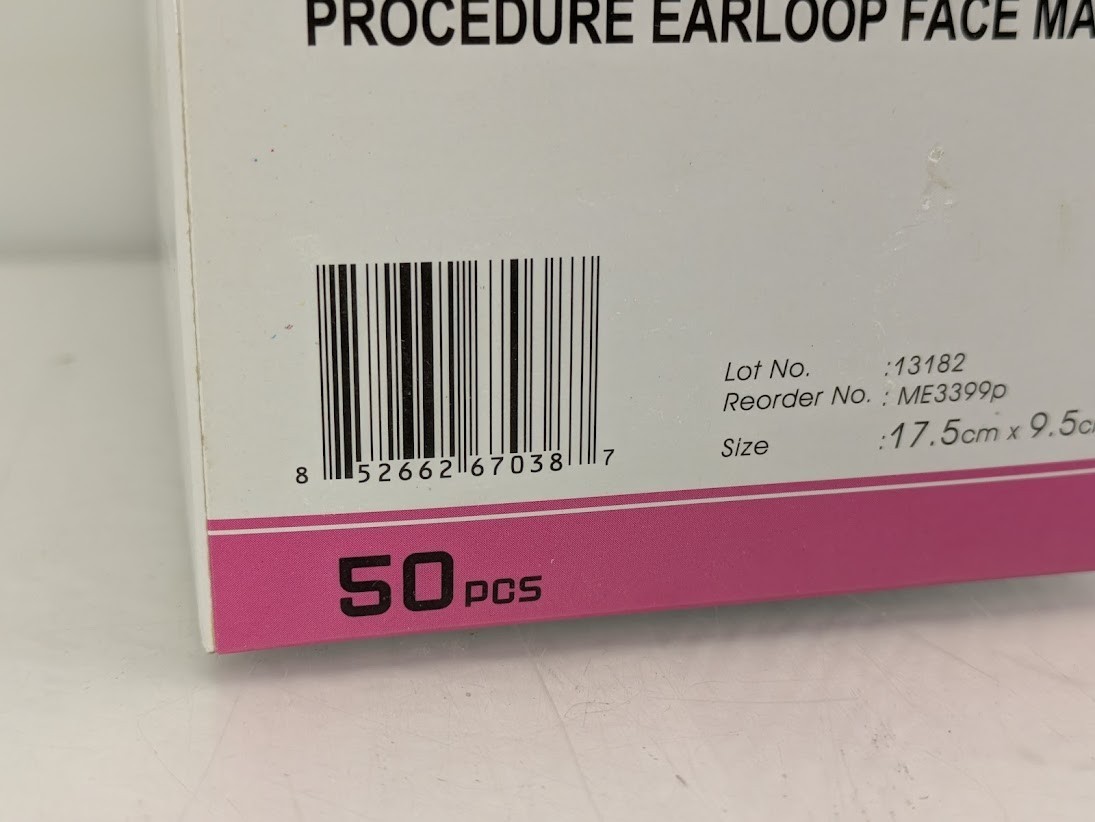 PROCEDURE EARLOOP FACE
8 52662 67038 7
Lot No. :13182
Reorder No. : ME3399p
Size :17.5cm x 9.5c
50 PCS